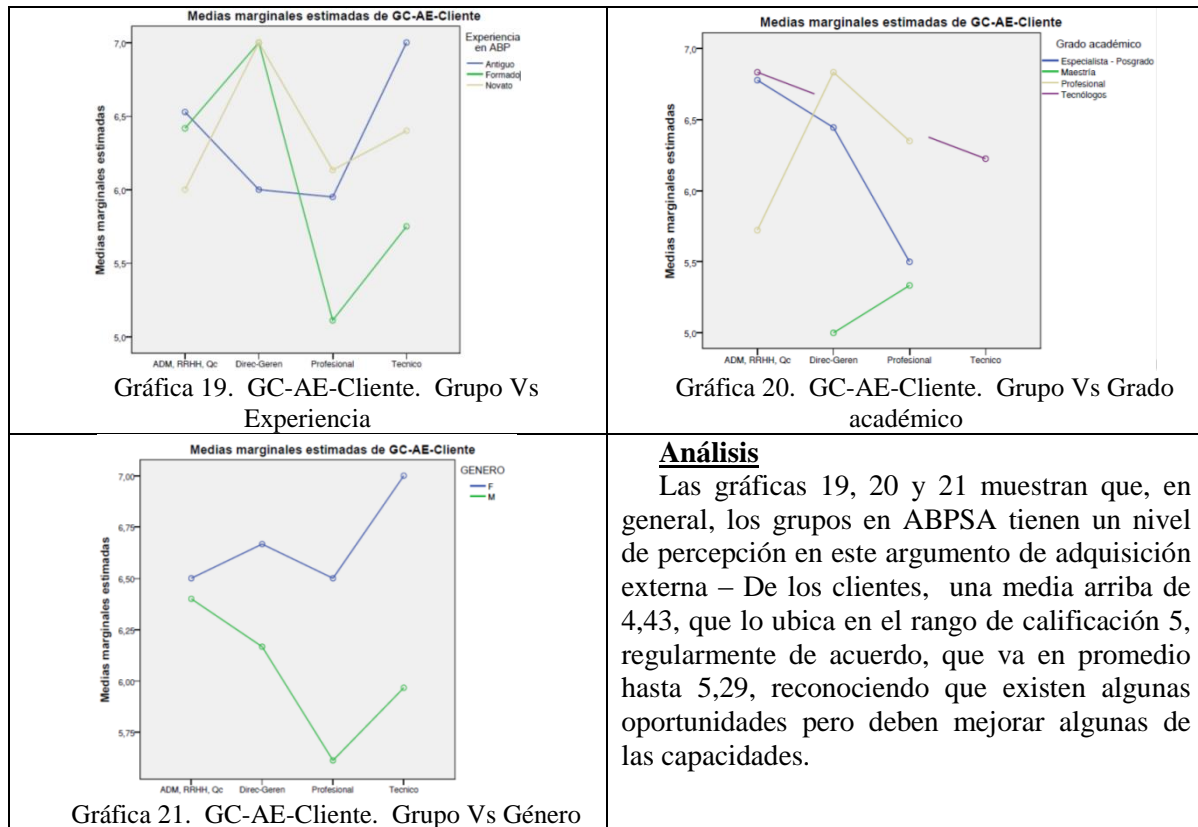 Medias marginales estimadas de GC-AE-Cliente
Medias marginales estimadas
7,0
6,5
6,0
5,5
5,0
ADM, RRHH, Qc
Direc-Geren
Profesional
Tecnico
Experiencia
en ABP
Antiguo
Formado
Novato
Gráfica 19. GC-AE-Cliente. Grupo Vs
Experiencia
Medias marginales estimadas de GC-AE-Cliente
Medias marginales estimadas
7,0
6,5
6,0
5,5
5,0
ADM, RRHH, Qc
Direc-Geren
Profesional
Tecnico
Grado académico
Especialista - Posgrado
Maestría
Profesional
Tecnólogos
Gráfica 20. GC-AE-Cliente. Grupo Vs Grado
académico
Medias marginales estimadas de GC-AE-Cliente
Medias marginales estimadas
7,00
6,75
6,50
6,25
6,00
5,75
ADM, RRHH, Qc
Direc-Geren
Profesional
Tecnico
GENERO
F
M
Gráfica 21. GC-AE-Cliente. Grupo Vs Género
Análisis
Las gráficas 19, 20 y 21 muestran que, en
general, los grupos en ABPSA tienen un nivel
de percepción en este argumento de adquisición
externa – De los clientes, una media arriba de
4,43, que lo ubica en el rango de calificación 5,
regularmente de acuerdo, que va en promedio
hasta 5,29, reconociendo que existen algunas
oportunidades pero deben mejorar algunas de
las capacidades.